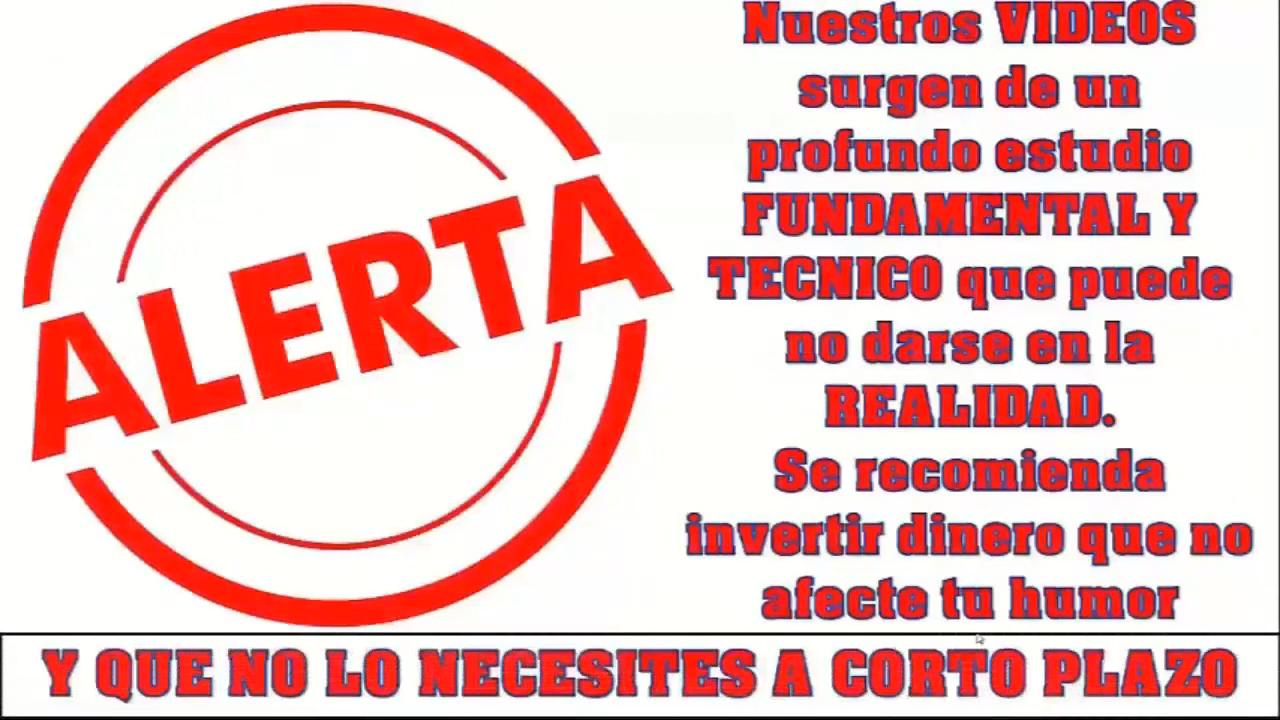 ALERTA
Nuestros VIDEOS
surgen de un
profundo estudio
FUNDAMENTAL Y
TECNICO que puede
no darse en la
REALIDAD.
Se recomienda
invertir dinero que no
afecte tu humor
Y QUE NO LO NECESITES A CORTO PLAZO